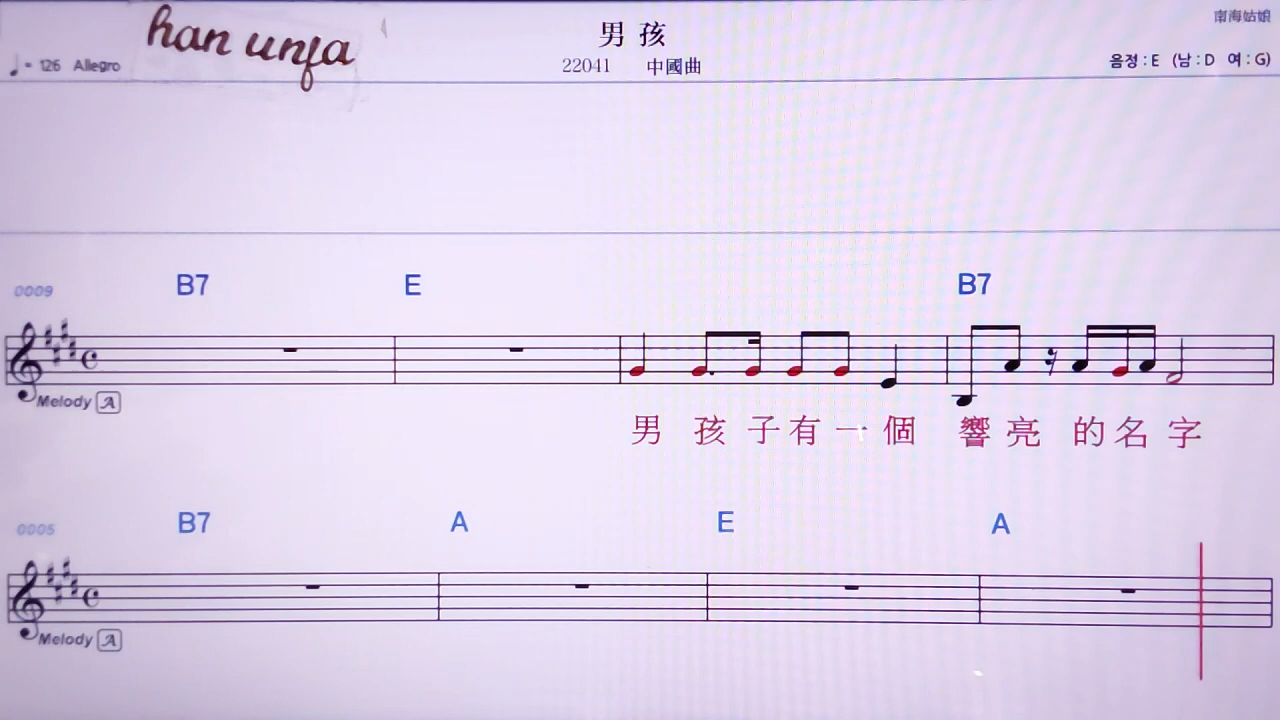 han unfa
男孩
南海姑娘
♩= 126 Allegro
22041 中國曲
음정 : E (남 : D 여 : G)
0009 B7 E B7
Melody A
男 孩 子 有 一 個 響 亮 的 名 字
0005 B7 A E A
Melody A